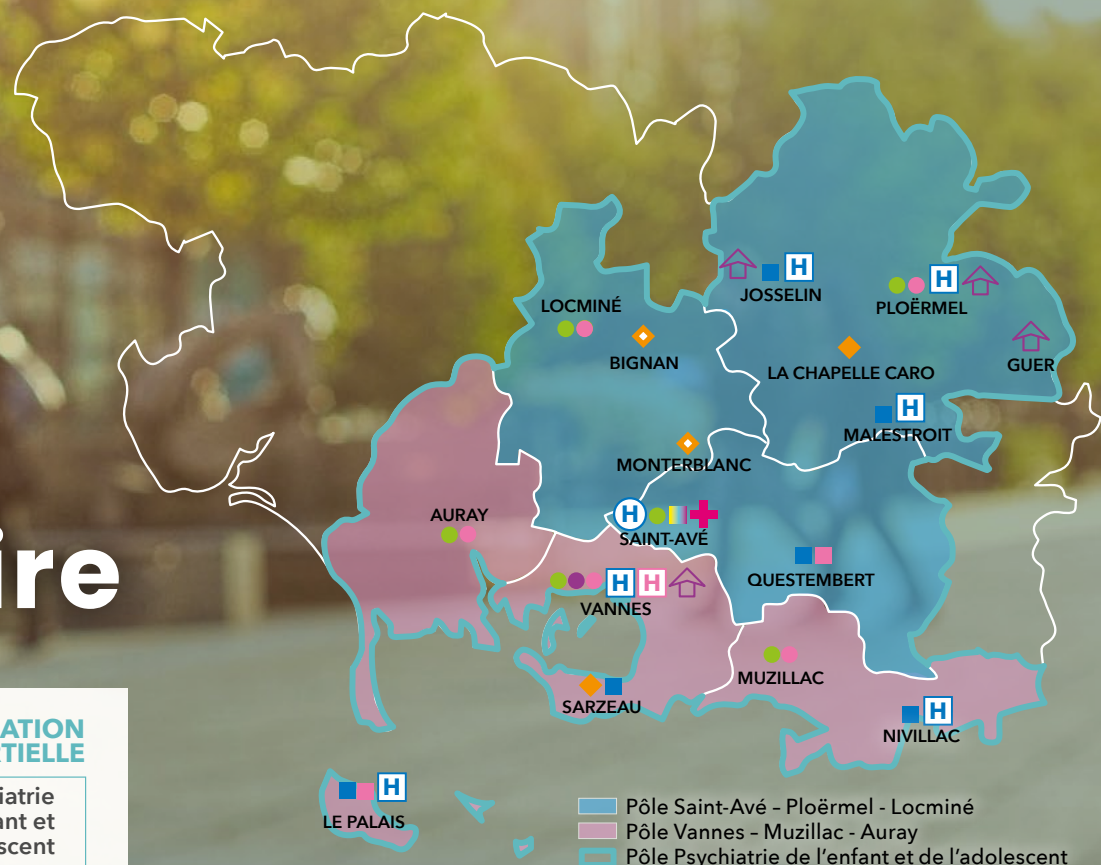 LOCMINÉ
BIGNAN
JOSSELIN
H
PLOËRMEL
H
GUER
LA CHAPELLE CARO
MALESTROIT
H
MONTERBLANC
AURAY
H
SAINT-AVÉ
QUESTEMBERT
H H
VANNES
MUZILLAC
SARZEAU
H
NIVILLAC
H
LE PALAIS
ire
ATION
TIELLE
iatrie
ant et
scent
Pôle Saint-Avé – Ploërmel - Locminé
Pôle Vannes – Muzillac - Auray
Pôle Psychiatrie de l'enfant et de l'adolescent